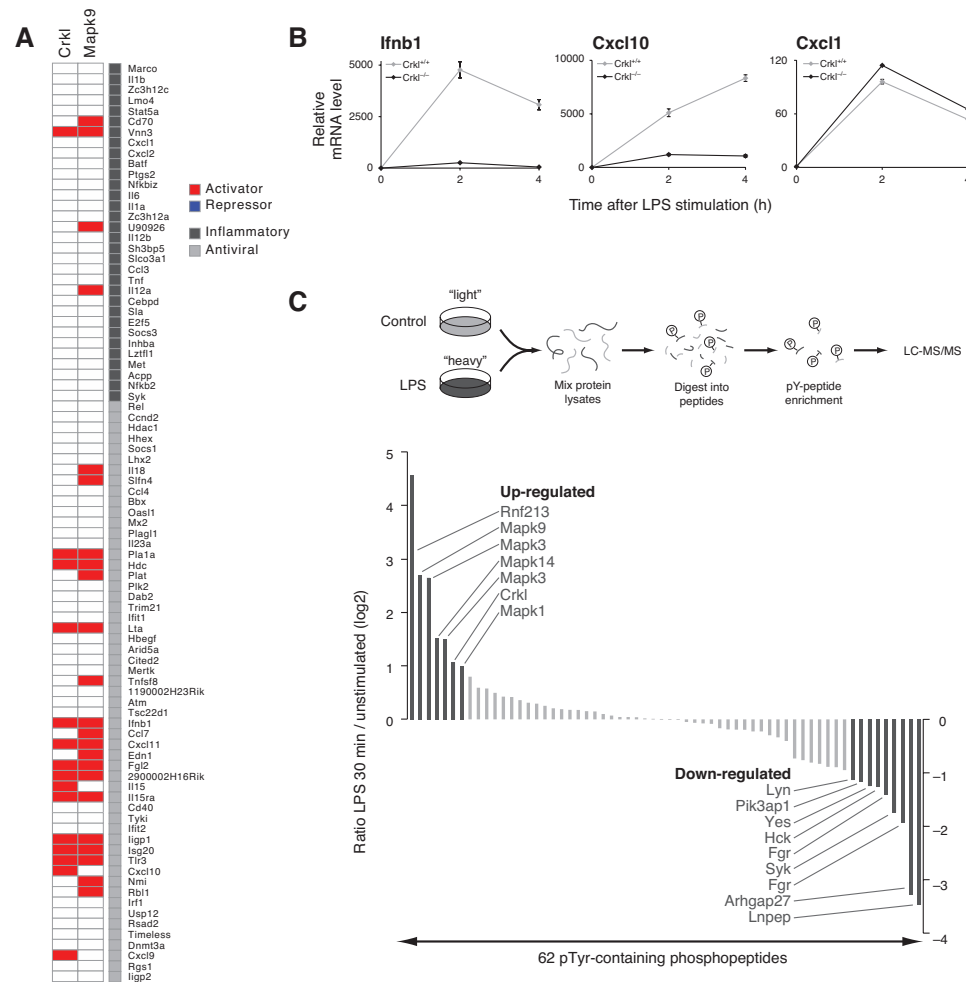 A
Crkl
Mapk9
Marco
Il1b
Zc3h12c
Lmo4
Stat5a
Cd70
Vnn3
Cxcl1
Cxcl2
Batf
Ptgs2
Nfkbiz
Il6
Il1a
Zc3h12a
U90926
Il12b
Sh3bp5
Slco3a1
Ccl3
Tnf
Il12a
Cebpd
Sla
E2f5
Socs3
Inhba
Lztfl1
Met
Acpp
Nfkb2
Syk
Rel
Ccnd2
Hdac1
Hhex
Socs1
Lhx2
Il18
Slfn4
Ccl4
Bbx
Oasl1
Mx2
Plagl1
Il23a
Pla1a
Hdc
Plat
Plk2
Dab2
Trim21
Ifit1
Lta
Hbegf
Arid5a
Cited2
Mertk
Tnfsf8
1190002H23Rik
Atm
Tsc22d1
Ifnb1
Ccl7
Cxcl11
Edn1
Fgl2
2900002H16Rik
Il15
Il15ra
Cd40
Tyki
Ifit2
Iigp1
Isg20
Tlr3
Cxcl10
Nmi
Rbl1
Irf1
Usp12
Rsad2
Timeless
Dnmt3a
Cxcl9
Rgs1
Iigp2
Activator
Repressor
Inflammatory
Antiviral
B
Ifnb1
Crkl+/+
Crkl−/−
5000
2500
0
0 2 4
Relative
mRNA level
Cxcl10
Crkl+/+
Crkl−/−
10000
5000
0
0 2 4
Cxcl1
Crkl+/+
Crkl−/−
120
60
0
0 2 4
Time after LPS stimulation (h)
C
"light"
Control
"heavy"
LPS
Mix protein
lysates
P P P P
Digest into
peptides
P P P P
pY-peptide
enrichment
LC-MS/MS
Ratio LPS 30 min / unstimulated (log2)
5
4
3
2
1
0
Up-regulated
Rnf213
Mapk9
Mapk3
Mapk14
Mapk3
Crkl
Mapk1
0
−1
−2
−3
−4
Down-regulated
Lyn
Pik3ap1
Yes
Hck
Fgr
Syk
Fgr
Arhgap27
Lnpep
62 pTyr-containing phosphopeptides